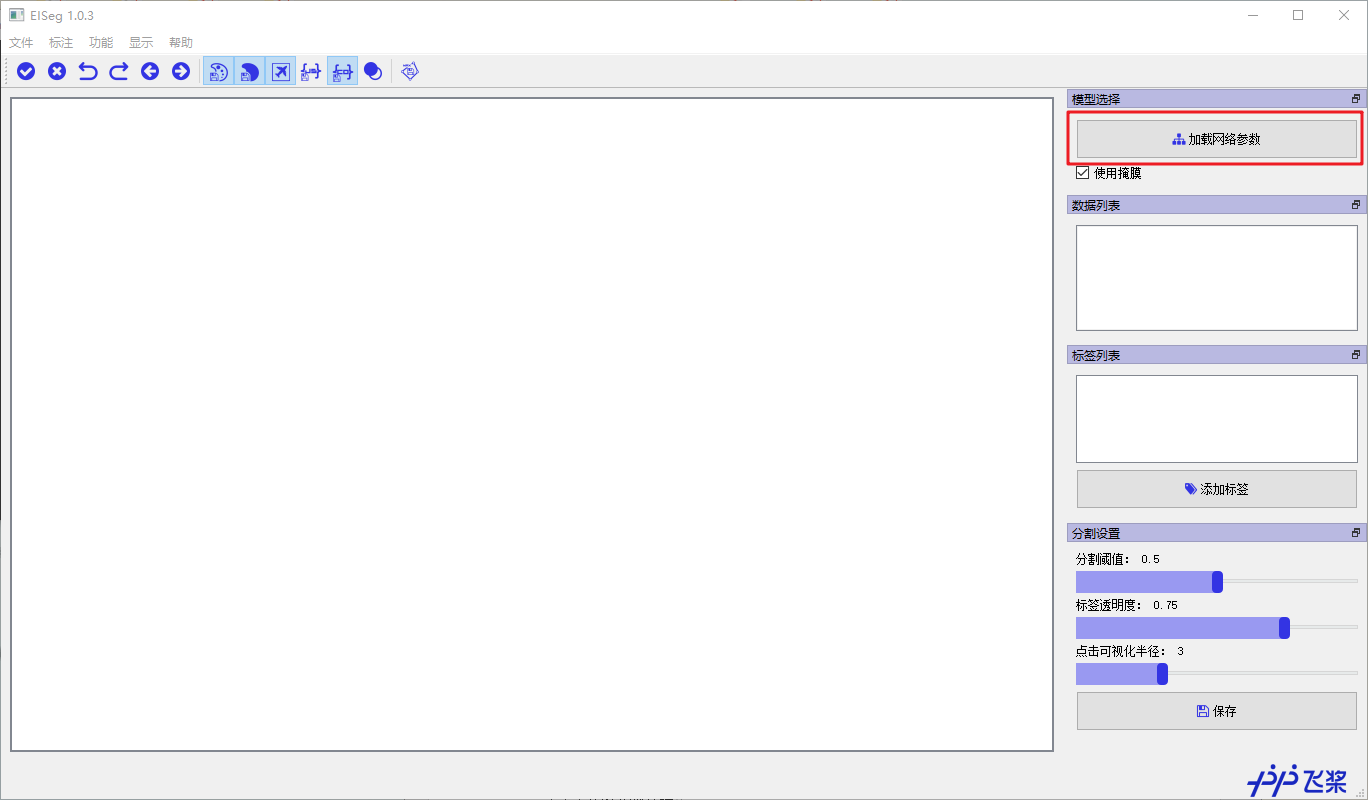 EISeg 1.0.3
文件 标注 功能 显示 帮助
模型选择
加载网络参数
使用掩膜
数据列表
标签列表
添加标签
分割设置
分割阈值： 0.5
标签透明度： 0.75
点击可视化半径： 3
保存
飞桨